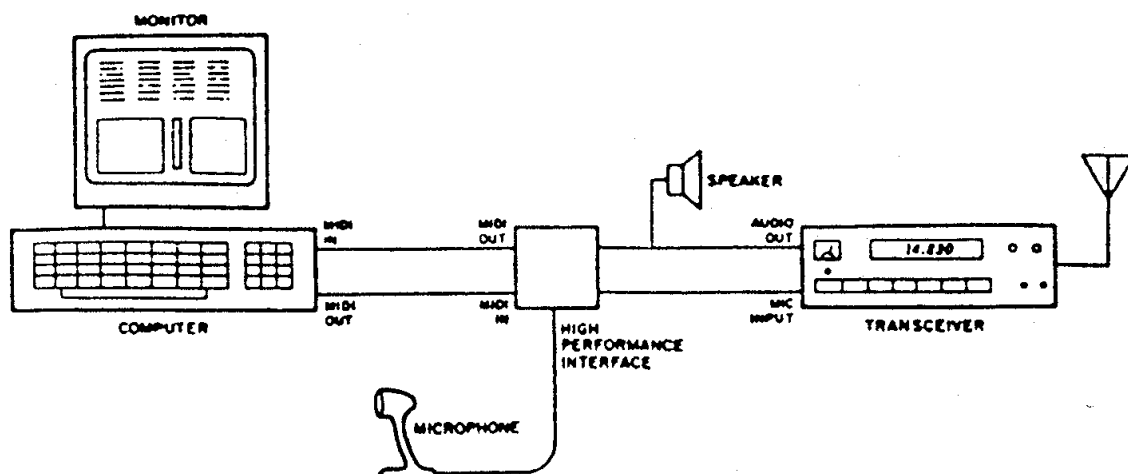 MONITOR
SPEAKER
MIDI
IN
MIDI
OUT
AUDIO
OUT
14.830
COMPUTER
MIDI
OUT
MIDI
IN
HIGH
PERFORMANCE
INTERFACE
MIC
INPUT
TRANSCEIVER
MICROPHONE